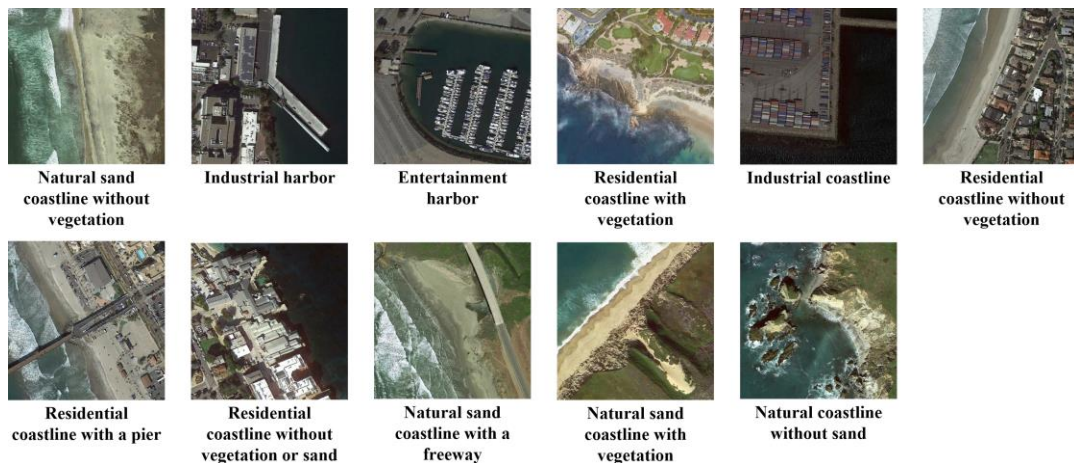 Natural sand
coastline without
vegetation
Industrial harbor
Entertainment
harbor
Residential
coastline with
vegetation
Industrial coastline
Residential
coastline without
vegetation
Residential
coastline with a pier
Residential
coastline without
vegetation or sand
Natural sand
coastline with a
freeway
Natural sand
coastline with
vegetation
Natural coastline
without sand